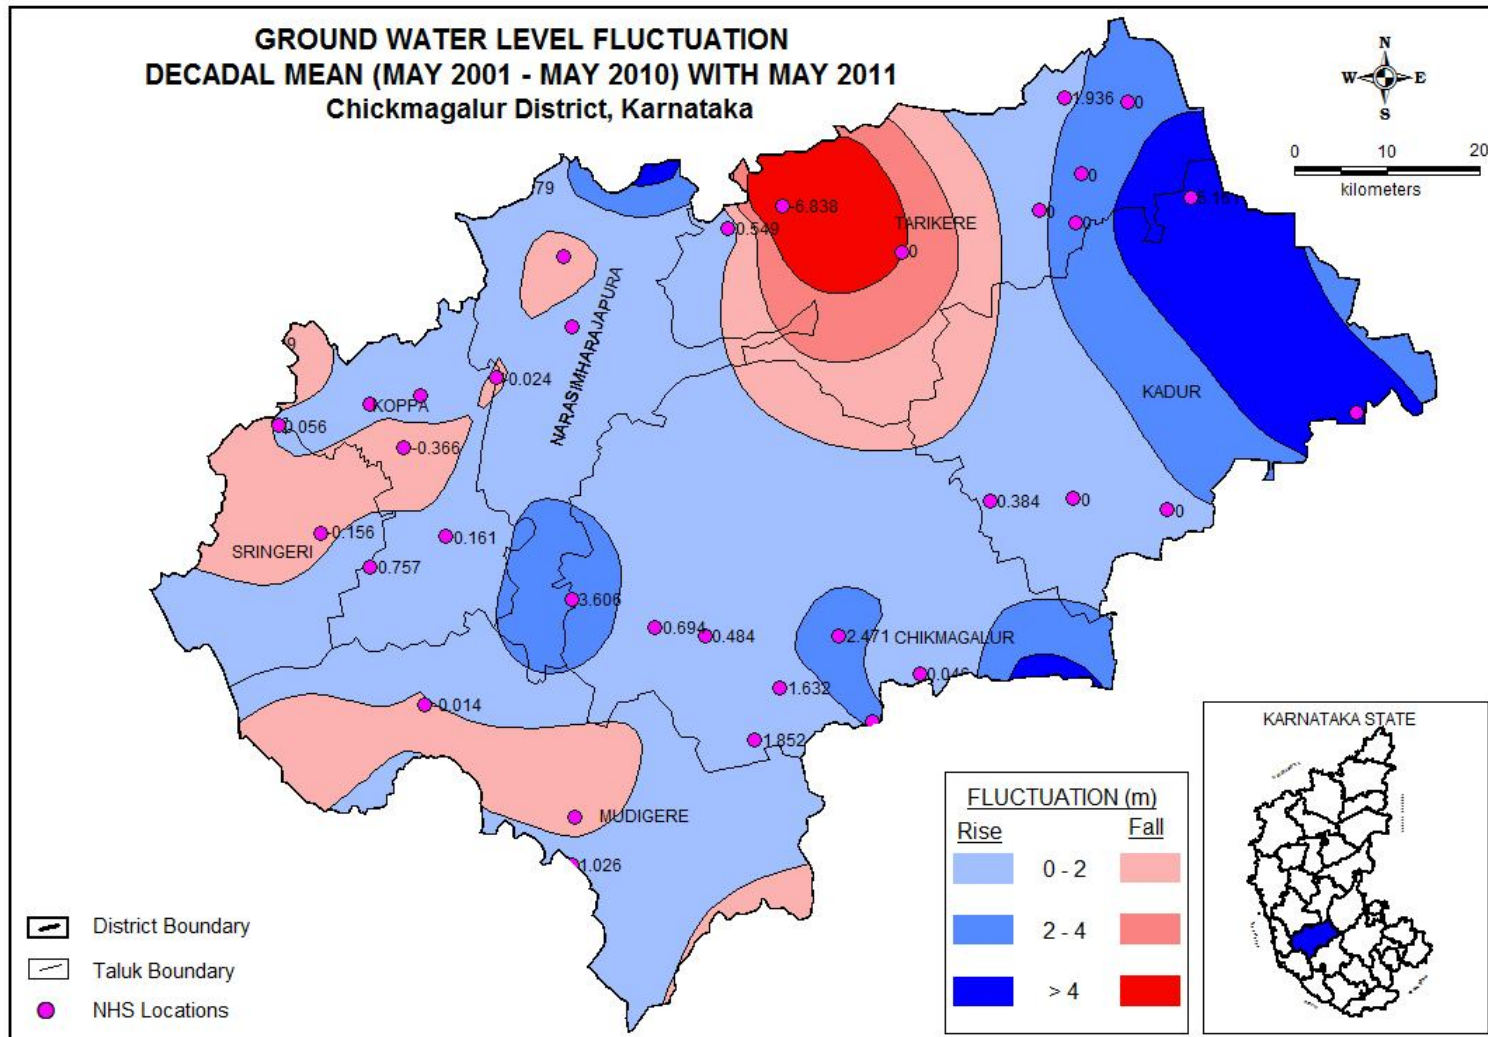 GROUND WATER LEVEL FLUCTUATION
DECADAL MEAN (MAY 2001 - MAY 2010) WITH MAY 2011
Chickmagalur District, Karnataka
N
W E
S
0 10 20
kilometers
1.936
0
79
0
-6.838
0
0.549
TARIKERE
0
0
NARASIMHARAJAPURA
9
-0.024
KOPPA
KADUR
0.056
-0.366
0.384
0
0
-0.156
0.161
SRINGERI
0.757
3.606
0.694
0.484
2.471
CHIKMAGALUR
1.632
-0.014
1.852
MUDIGERE
1.026
KARNATAKA STATE
FLUCTUATION (m)
Rise Fall
0 - 2
2 - 4
> 4
District Boundary
Taluk Boundary
NHS Locations